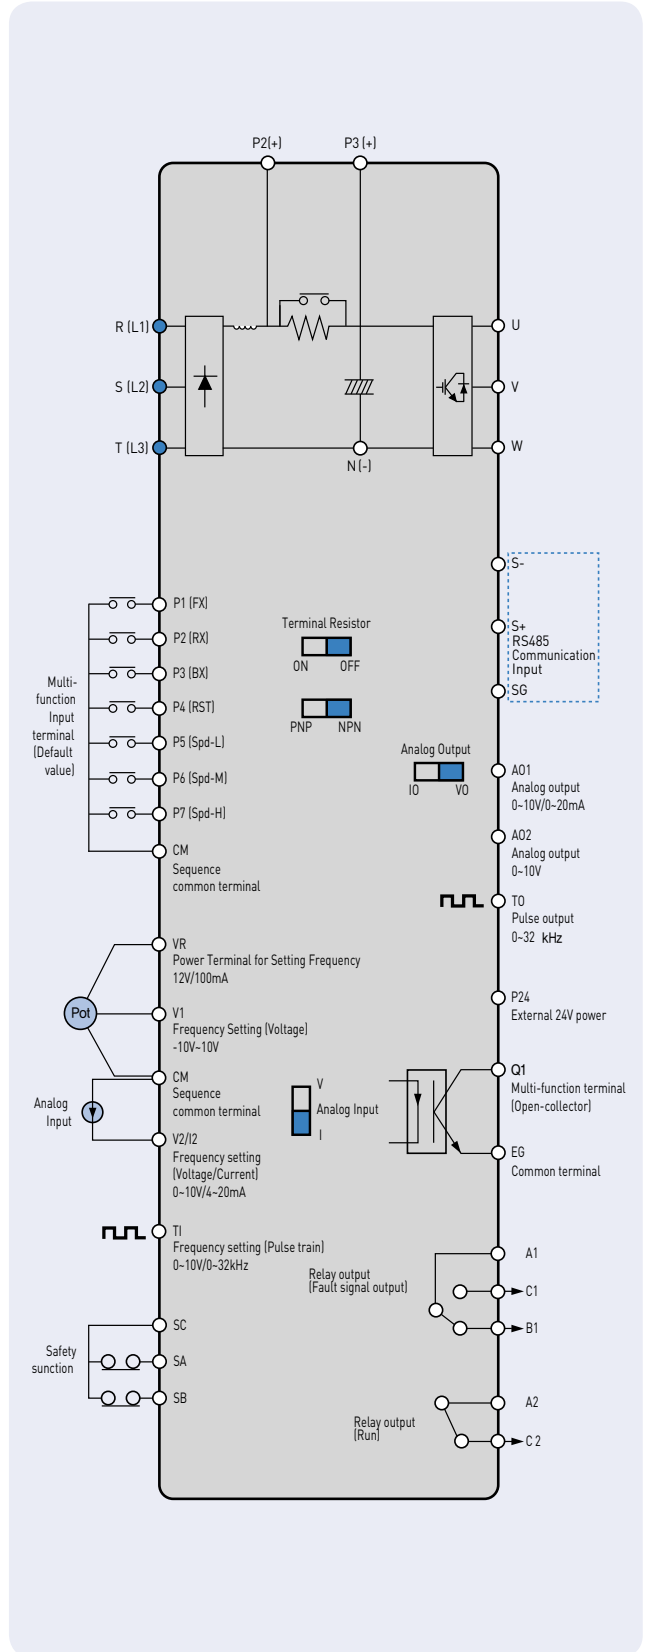 P2(+)
P3 (+)
R (L1)
S (L2)
T (L3)
U
V
W
N (-)
Multi-
function
Input
terminal
(Default
value)
P1 (FX)
P2 (RX)
P3 (BX)
P4 (RST)
P5 (Spd-L)
P6 (Spd-M)
P7 (Spd-H)
CM
Sequence
common terminal
Terminal Resistor
ON OFF
PNP NPN
Analog Output
IO VO
S-
S+
RS485
Communication
Input
SG
AO1
Analog output
0~10V/0~20mA
AO2
Analog output
0~10V
TO
Pulse output
0~32 kHz
VR
Power Terminal for Setting Frequency
12V/100mA
Pot
V1
Frequency Setting (Voltage)
-10V~10V
CM
Sequence
common terminal
Analog
Input
V2/I2
Frequency setting
(Voltage/Current)
0~10V/4~20mA
V
Analog Input
I
P24
External 24V power
Q1
Multi-function terminal
(Open-collector)
EG
Common terminal
TI
Frequency setting (Pulse train)
0~10V/0~32kHz
Relay output
(Fault signal output)
A1
C1
B1
Safety
sunction
SC
SA
SB
Relay output
(Run)
A2
C 2